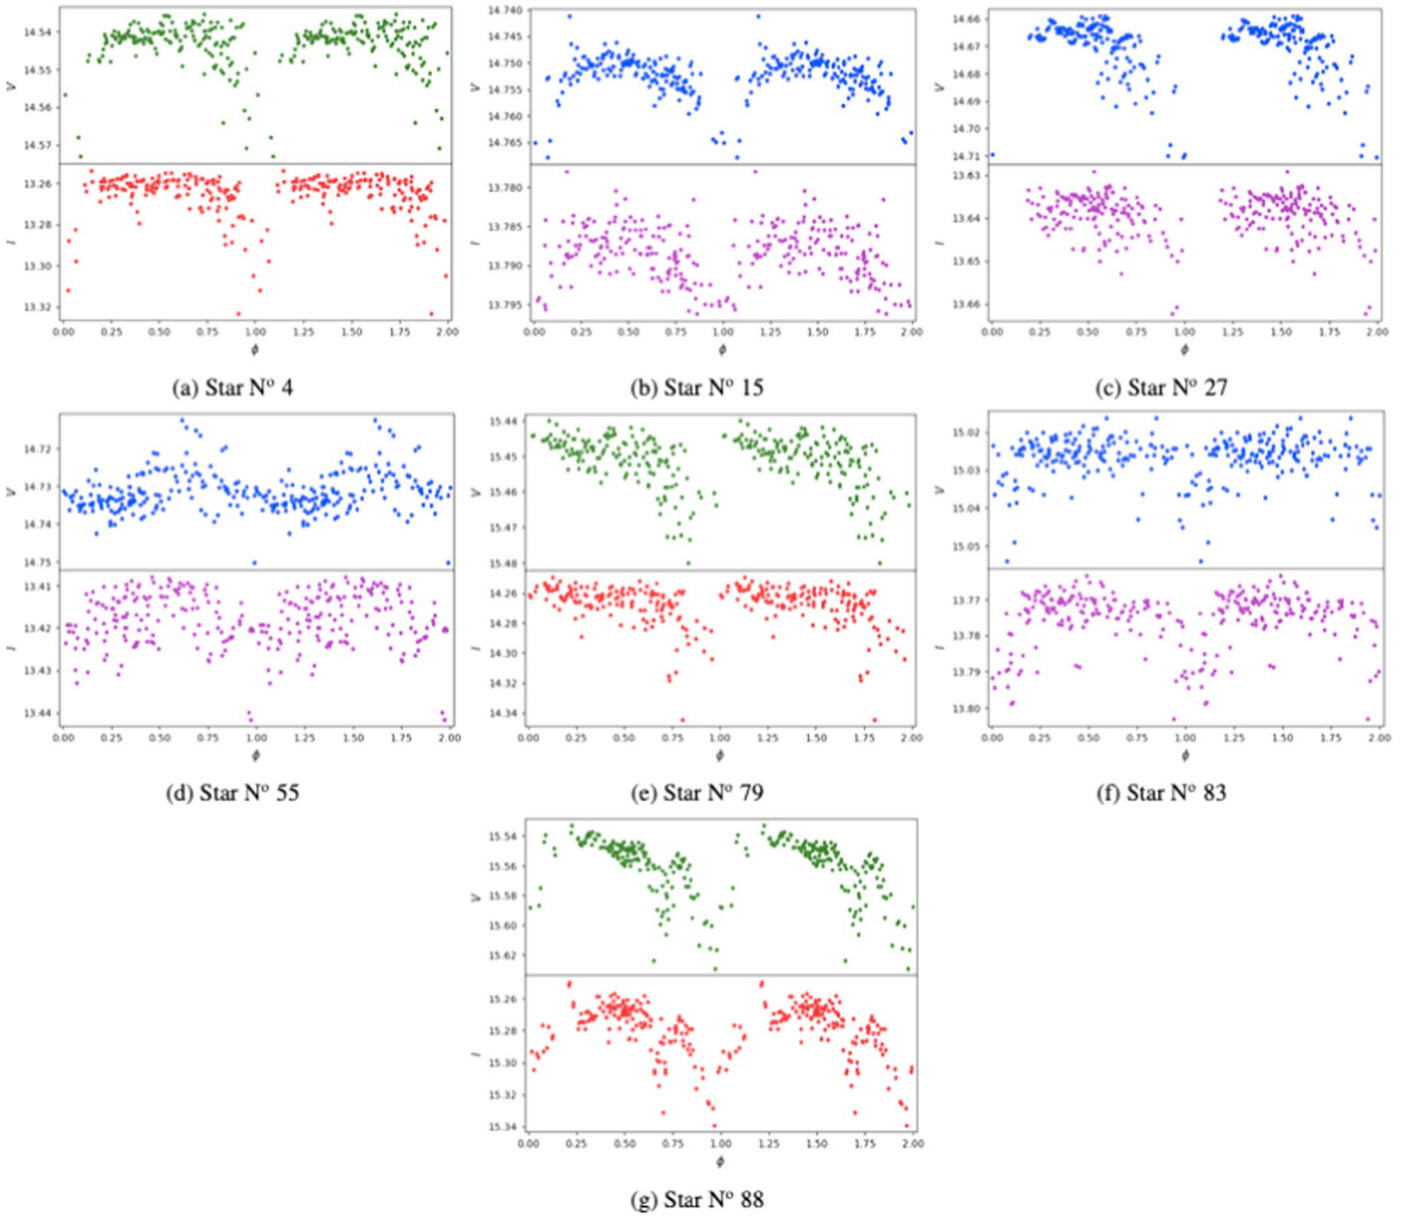 14.54
14.55
V
14.56
14.57
13.26
13.28
I
13.30
13.32
0.00 0.25 0.50 0.75 1.00 1.25 1.50 1.75 2.00
ϕ
(a) Star Nº 4
14.740
14.745
14.750
V
14.755
14.760
14.765
13.780
13.785
I
13.790
13.795
0.00 0.25 0.50 0.75 1.00 1.25 1.50 1.75 2.00
ϕ
(b) Star Nº 15
14.66
14.67
14.68
V
14.69
14.70
14.71
13.63
13.64
I
13.65
13.66
0.00 0.25 0.50 0.75 1.00 1.25 1.50 1.75 2.00
ϕ
(c) Star Nº 27
14.72
14.73
V
14.74
14.75
13.41
13.42
I
13.43
13.44
0.00 0.25 0.50 0.75 1.00 1.25 1.50 1.75 2.00
ϕ
(d) Star Nº 55
15.44
15.45
15.46
V
15.47
15.48
14.26
14.28
14.30
I
14.32
14.34
0.00 0.25 0.50 0.75 1.00 1.25 1.50 1.75 2.00
ϕ
(e) Star Nº 79
15.02
15.03
V
15.04
15.05
13.77
13.78
I
13.79
13.80
0.00 0.25 0.50 0.75 1.00 1.25 1.50 1.75 2.00
ϕ
(f) Star Nº 83
15.54
15.56
V
15.58
15.60
15.62
15.26
15.28
I
15.30
15.32
15.34
0.00 0.25 0.50 0.75 1.00 1.25 1.50 1.75 2.00
ϕ
(g) Star Nº 88